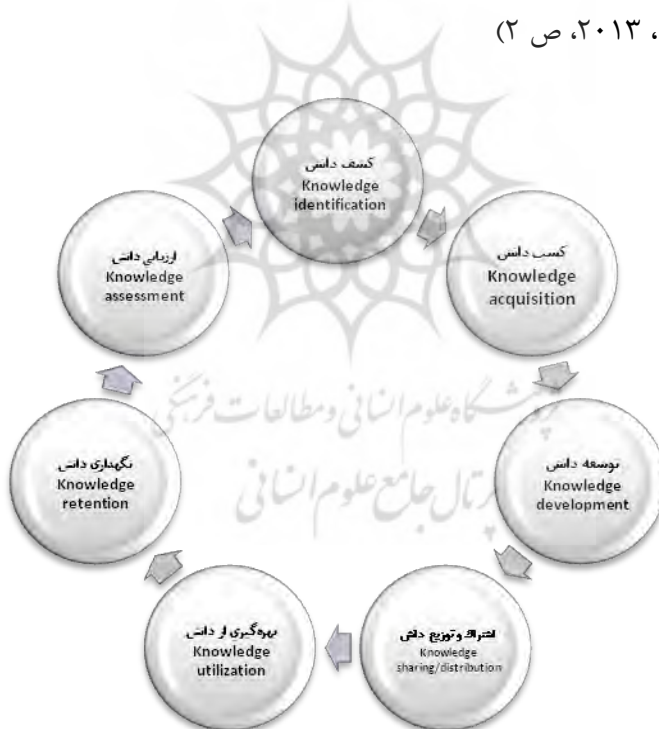 ، ۲۰۱۳، ص ۲)
کشف دانش
Knowledge
identification
کسب دانش
Knowledge
acquisition
توسعه دانش
Knowledge
development
اشتراک و توزیع دانش
Knowledge
sharing/distribution
بهره‌گیری از دانش
Knowledge
utilization
نگهداری دانش
Knowledge
retention
ارزیابی دانش
Knowledge
assessment
پژوهشگاه علوم انسانی و مطالعات فرهنگی
پرتال جامع علوم انسانی